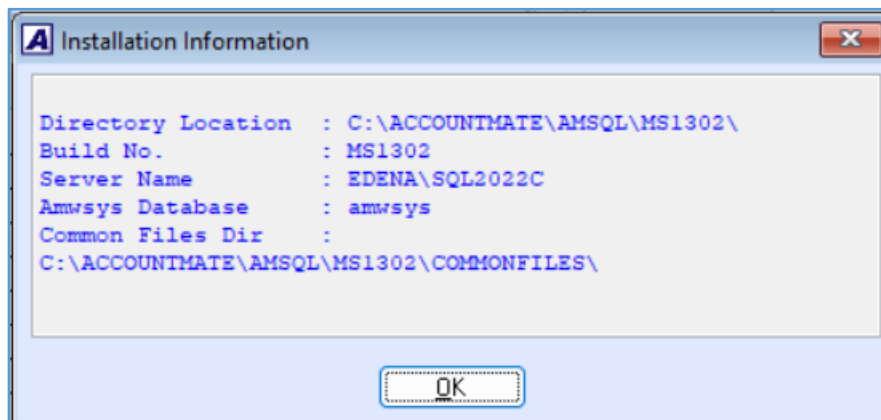 Installation Information
Directory Location : C:\ACCOUNTMATE\AMSQL\MS1302\
Build No. : MS1302
Server Name : EDENA\SQL2022C
Amwsys Database : amwsys
Common Files Dir :
C:\ACCOUNTMATE\AMSQL\MS1302\COMMONFILES\
OK